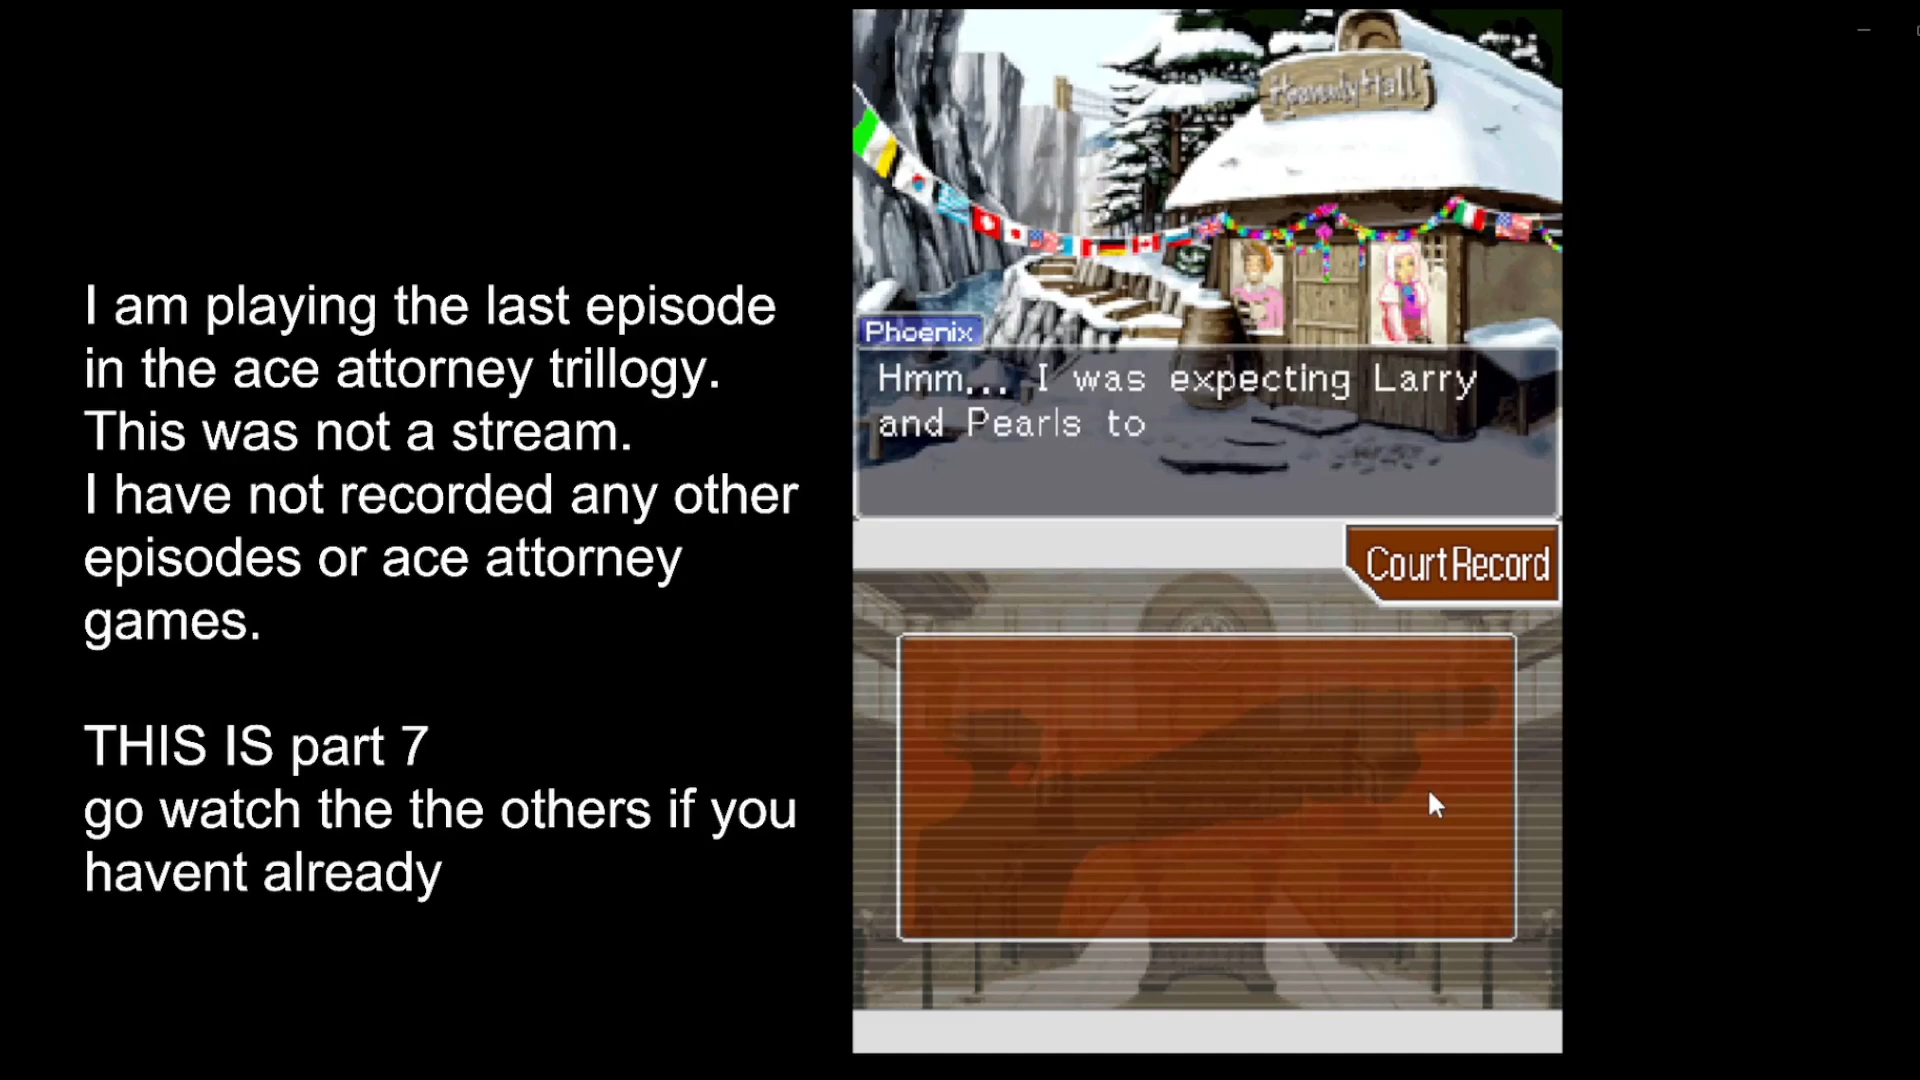 I am playing the last episode
in the ace attorney trillogy.
This was not a stream.
I have not recorded any other
episodes or ace attorney
games.
THIS IS part 7
go watch the the others if you
havent already
Heavenly Hall
Phoenix
Hmm... I was expecting Larry
and Pearls to
Court Record